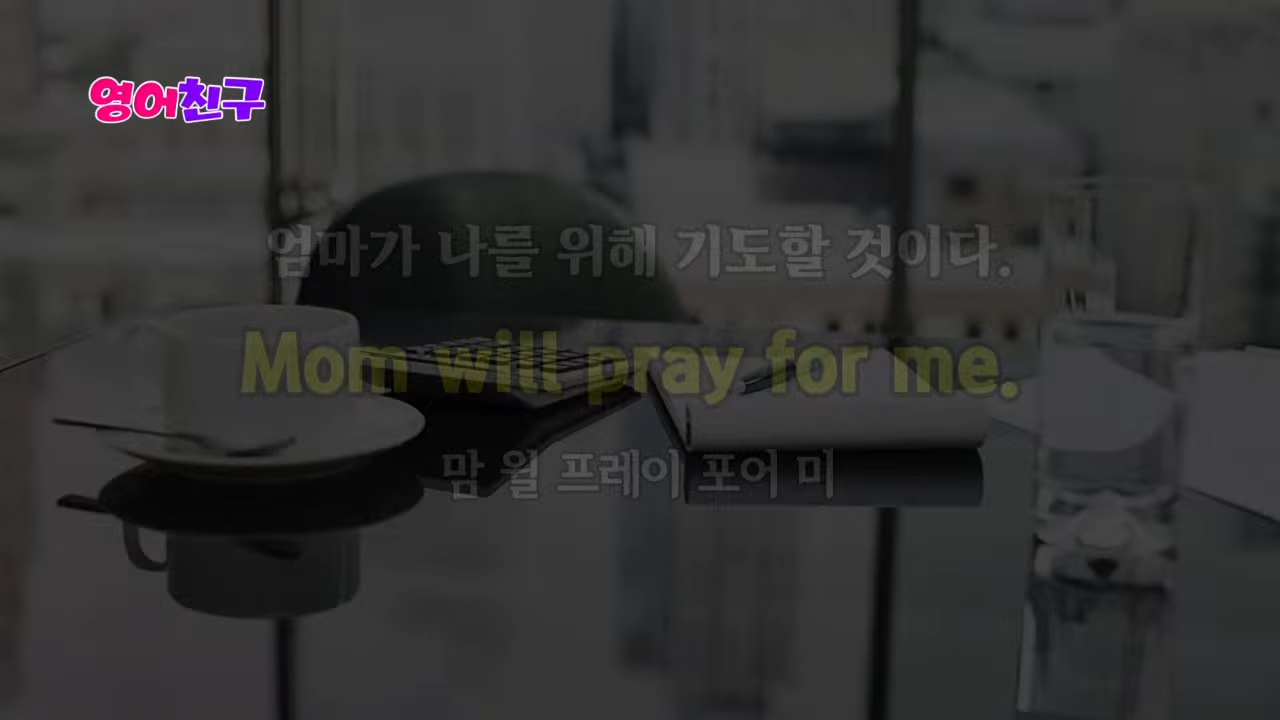 영어친구
엄마가 나를 위해 기도할 것이다.
Mom will pray for me.
맘 윌 프레이 포어 미